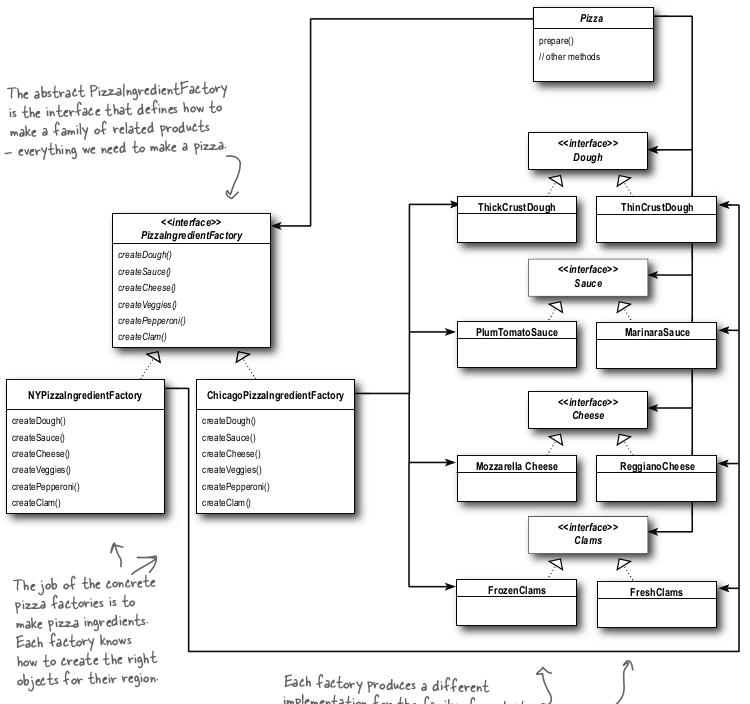 Pizza
prepare()
// other methods
The abstract PizzaIngredientFactory
is the interface that defines how to
make a family of related products
– everything we need to make a pizza.
<<interface>>
Dough
ThickCrustDough
ThinCrustDough
<<interface>>
PizzaIngredientFactory
createDough()
createSauce()
createCheese()
createVeggies()
createPepperoni()
createClam()
<<interface>>
Sauce
PlumTomatoSauce
MarinaraSauce
NYPizzaIngredientFactory
createDough()
createSauce()
createCheese()
createVeggies()
createPepperoni()
createClam()
ChicagoPizzaIngredientFactory
createDough()
createSauce()
createCheese()
createVeggies()
createPepperoni()
createClam()
<<interface>>
Cheese
Mozzarella Cheese
ReggianoCheese
<<interface>>
Clams
FrozenClams
FreshClams
The job of the concrete
pizza factories is to
make pizza ingredients.
Each factory knows
how to create the right
objects for their region.
Each factory produces a different
implementation for the family of